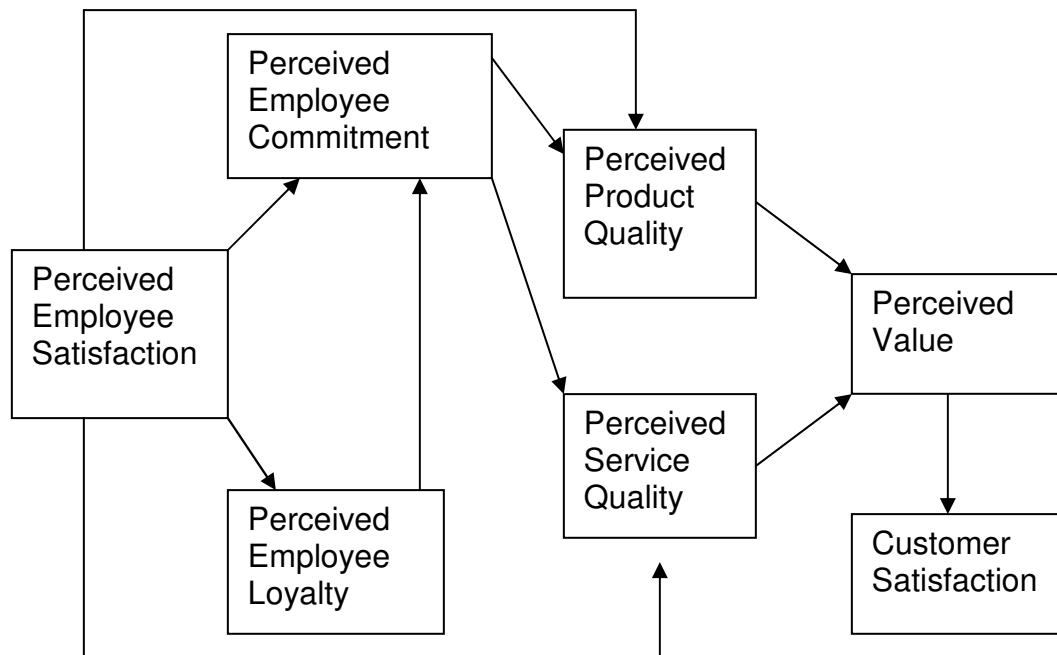 Perceived
Employee
Commitment
Perceived
Product
Quality
Perceived
Employee
Satisfaction
Perceived
Value
Perceived
Service
Quality
Perceived
Employee
Loyalty
Customer
Satisfaction